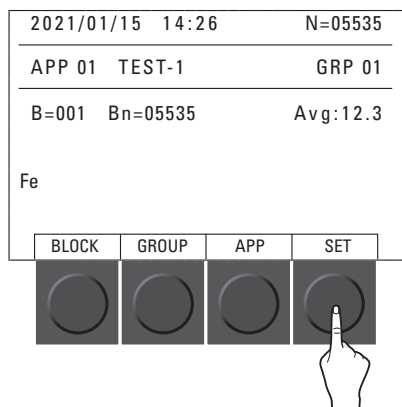 2021/01/15 14:26 N=05535
APP 01 TEST-1 GRP 01
B=001 Bn=05535 Avg:12.3
Fe
BLOCK GROUP APP SET